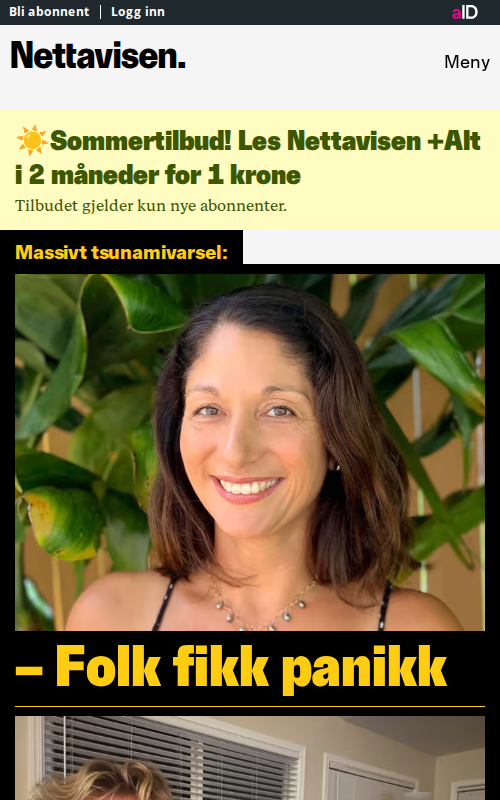 Bli abonnent
Logg inn
aID
Nettavisen.
Meny
☀️Sommertilbud! Les Nettavisen +Alt
i 2 måneder for 1 krone
Tilbudet gjelder kun nye abonnenter.
Massivt tsunamivarsel:
– Folk fikk panikk